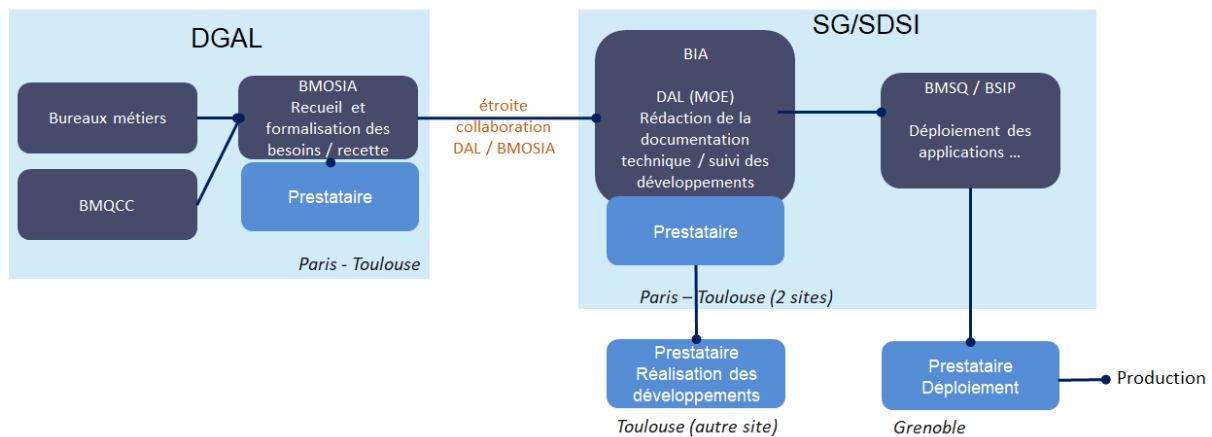 DGAL
Bureaux métiers
BMQCC
BMOSIA
Recueil et
formalisation des
besoins / recette
Prestataire
Paris - Toulouse
étroite
collaboration
DAL / BMOSIA
SG/SDSI
BIA
DAL (MOE)
Rédaction de la
documentation
technique / suivi des
développements
Prestataire
Paris – Toulouse (2 sites)
BMSQ / BSIP
Déploiement des
applications ...
Prestataire
Réalisation des
développements
Toulouse (autre site)
Prestataire
Déploiement
Grenoble
Production